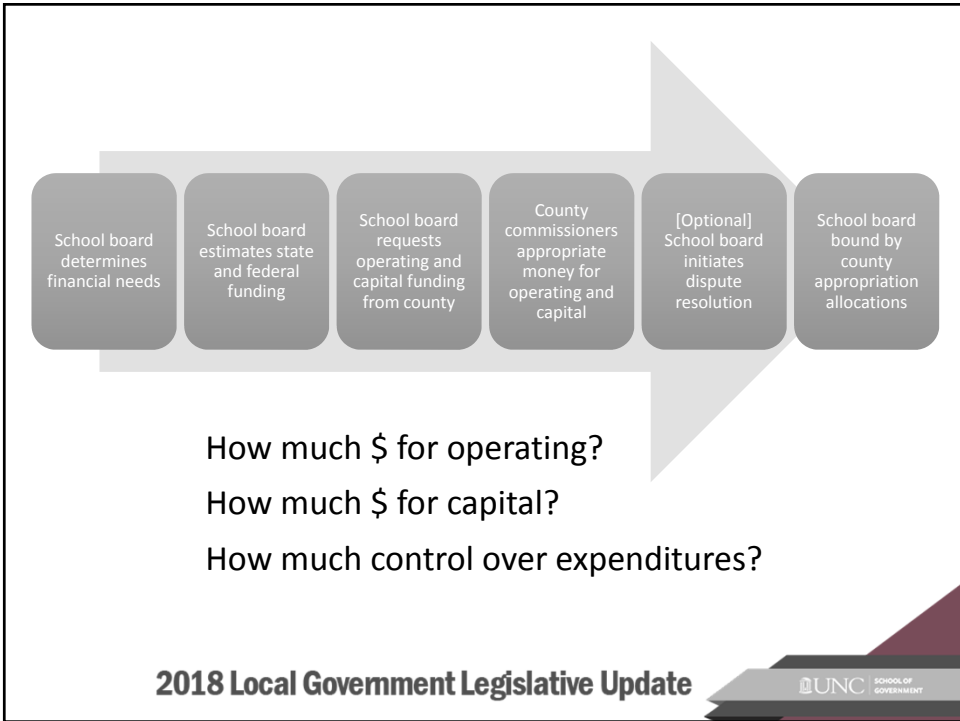 School board
determines
financial needs
School board
estimates state
and federal
funding
School board
requests
operating and
capital funding
from county
County
commissioners
appropriate
money for
operating and
capital
[Optional]
School board
initiates
dispute
resolution
School board
bound by
county
appropriation
allocations
How much $ for operating?
How much $ for capital?
How much control over expenditures?
2018 Local Government Legislative Update
UNC
SCHOOL OF
GOVERNMENT